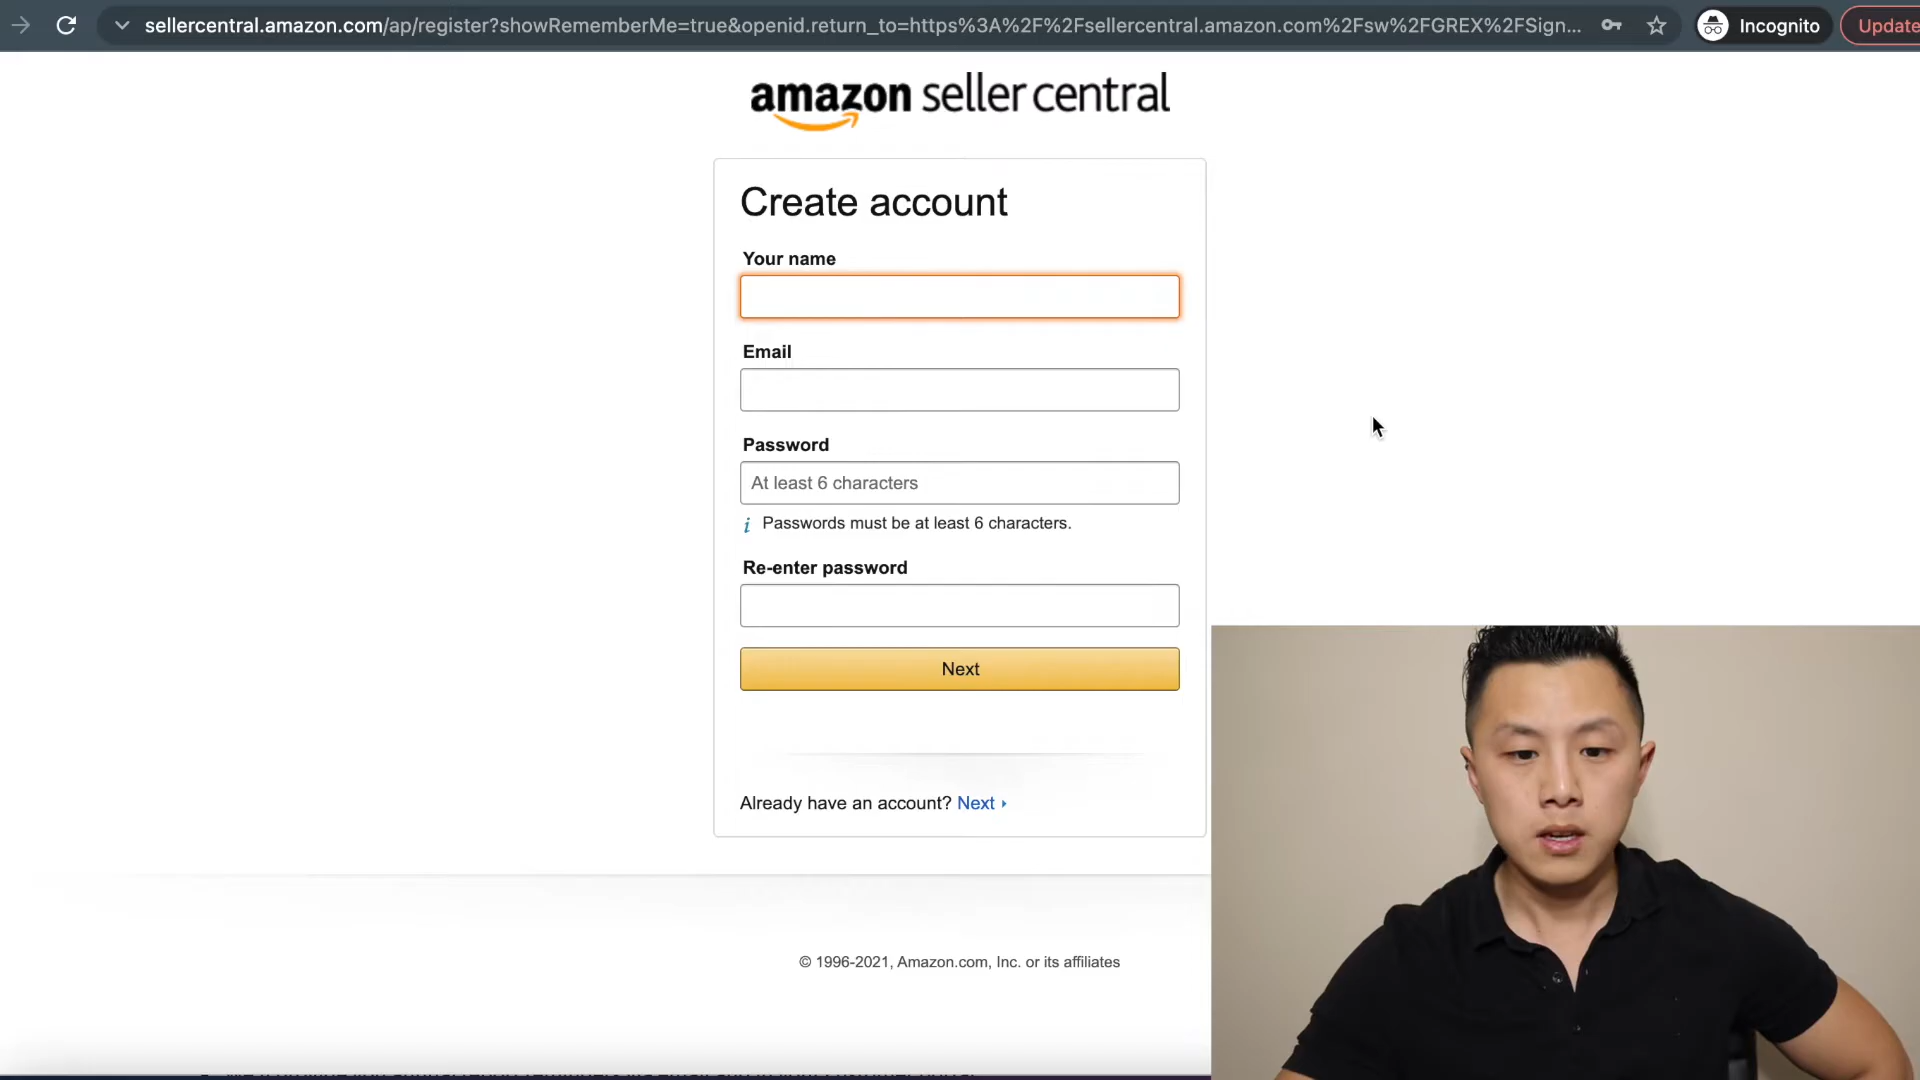 sellercentral.amazon.com/ap/register?showRememberMe=true&openid.return_to=https%3A%2F%2Fsellercentral.amazon.com%2Fsw%2FGREX%2FSign...
Incognito
Update
amazon seller central
Create account
Your name
Email
Password
At least 6 characters
i Passwords must be at least 6 characters.
Re-enter password
Next
Already have an account? Next
© 1996-2021, Amazon.com, Inc. or its affiliates